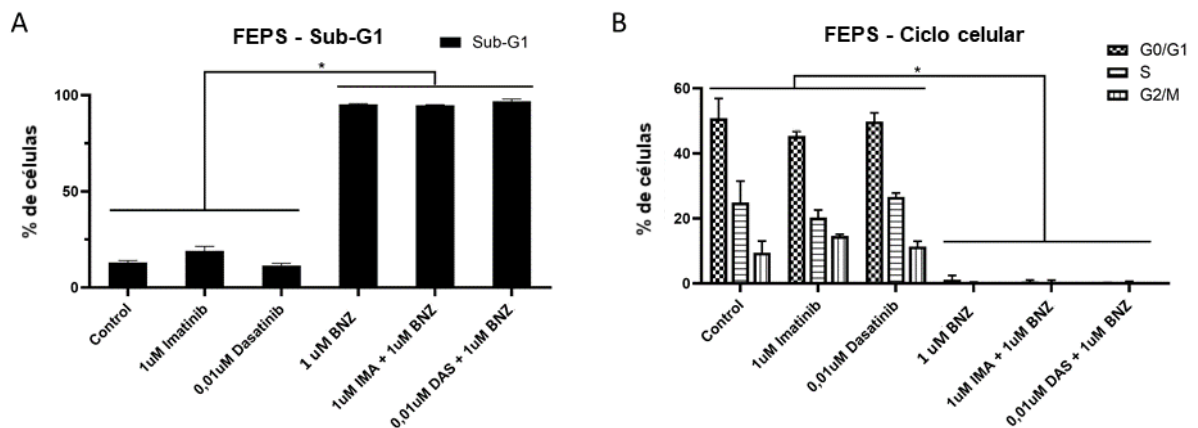 A
FEPS - Sub-G1
Sub-G1
*
% de células
100
50
0
Control
1uM Imatinib
0,01uM Dasatinib
1 uM BNZ
1uM IMA + 1uM BNZ
0,01uM DAS + 1uM BNZ
B
FEPS - Ciclo celular
G0/G1
S
G2/M
*
% de células
60
40
20
0
Control
1uM Imatinib
0,01uM Dasatinib
1 uM BNZ
1uM IMA + 1uM BNZ
0,01uM DAS + 1uM BNZ